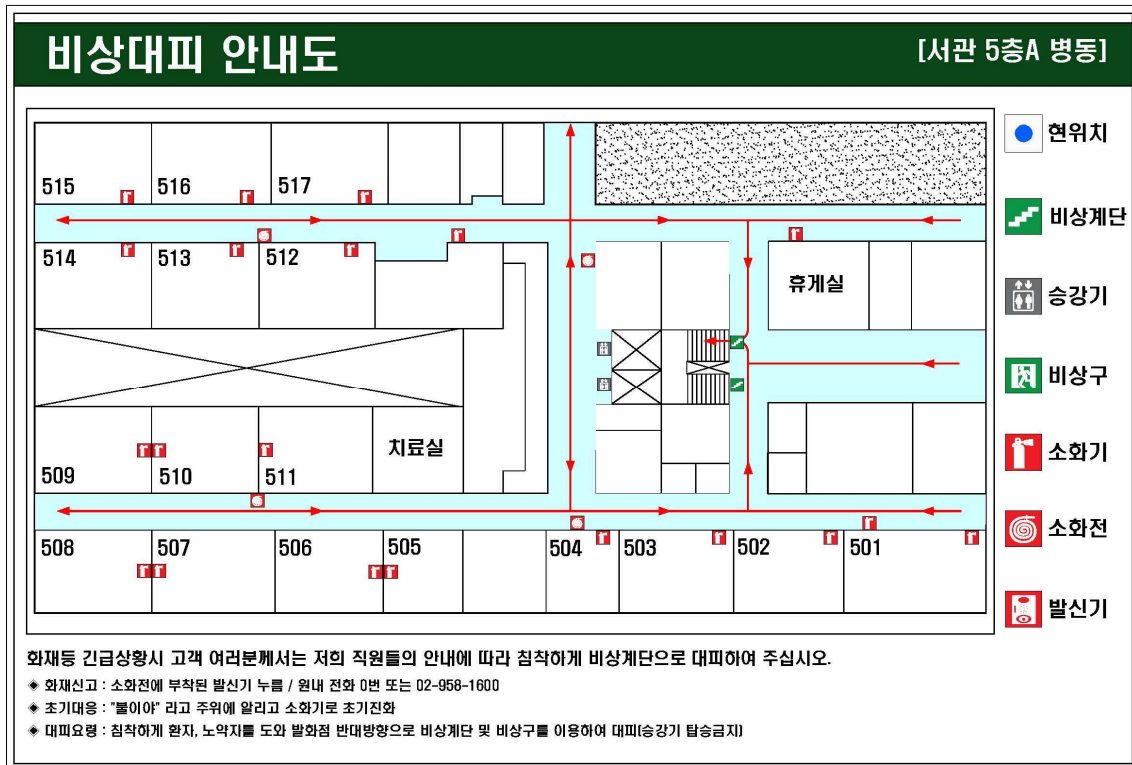 비상대피 안내도
[서관 5층A 병동]
현위치
비상계단
승강기
비상구
소화기
소화전
발신기
515
516
517
514
513
512
휴게실
509
510
511
치료실
508
507
506
505
504
503
502
501
화재등 긴급상황시 고객 여러분께서는 저희 직원들의 안내에 따라 침착하게 비상계단으로 대피하여 주십시오.
◈ 화재신고 : 소화전에 부착된 발신기 누름 / 원내 전화 0번 또는 02-958-1600
◈ 초기대응 : "불이야" 라고 주위에 알리고 소화기로 초기진화
◈ 대피요령 : 침착하게 환자, 노약자를 도와 발화점 반대방향으로 비상계단 및 비상구를 이용하여 대피(승강기 탑승금지)